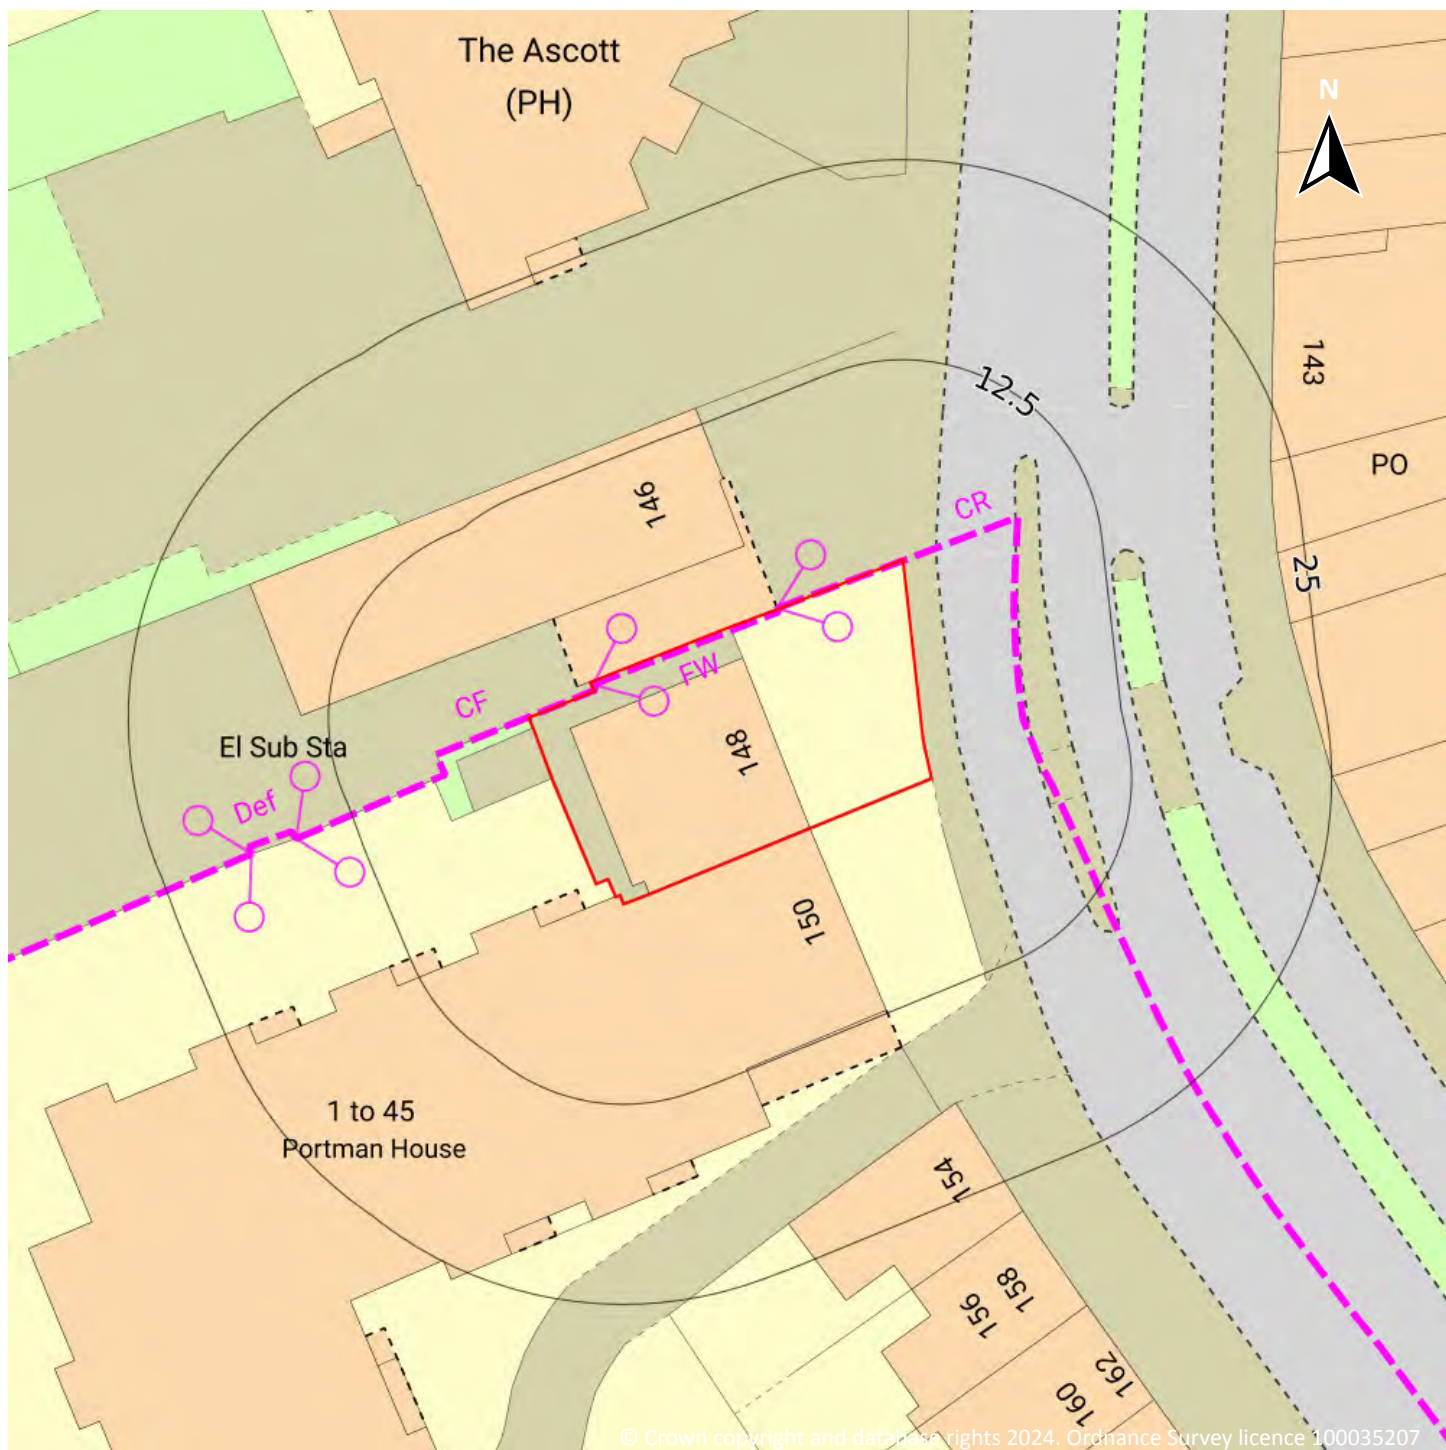 The Ascott
(PH)
N
143
12.5
PO
146
CR
25
FW
CF
148
El Sub Sta
Def
150
1 to 45
Portman House
154
158
156
162
160
© Crown copyright and database rights 2024. Ordnance Survey licence 100035207